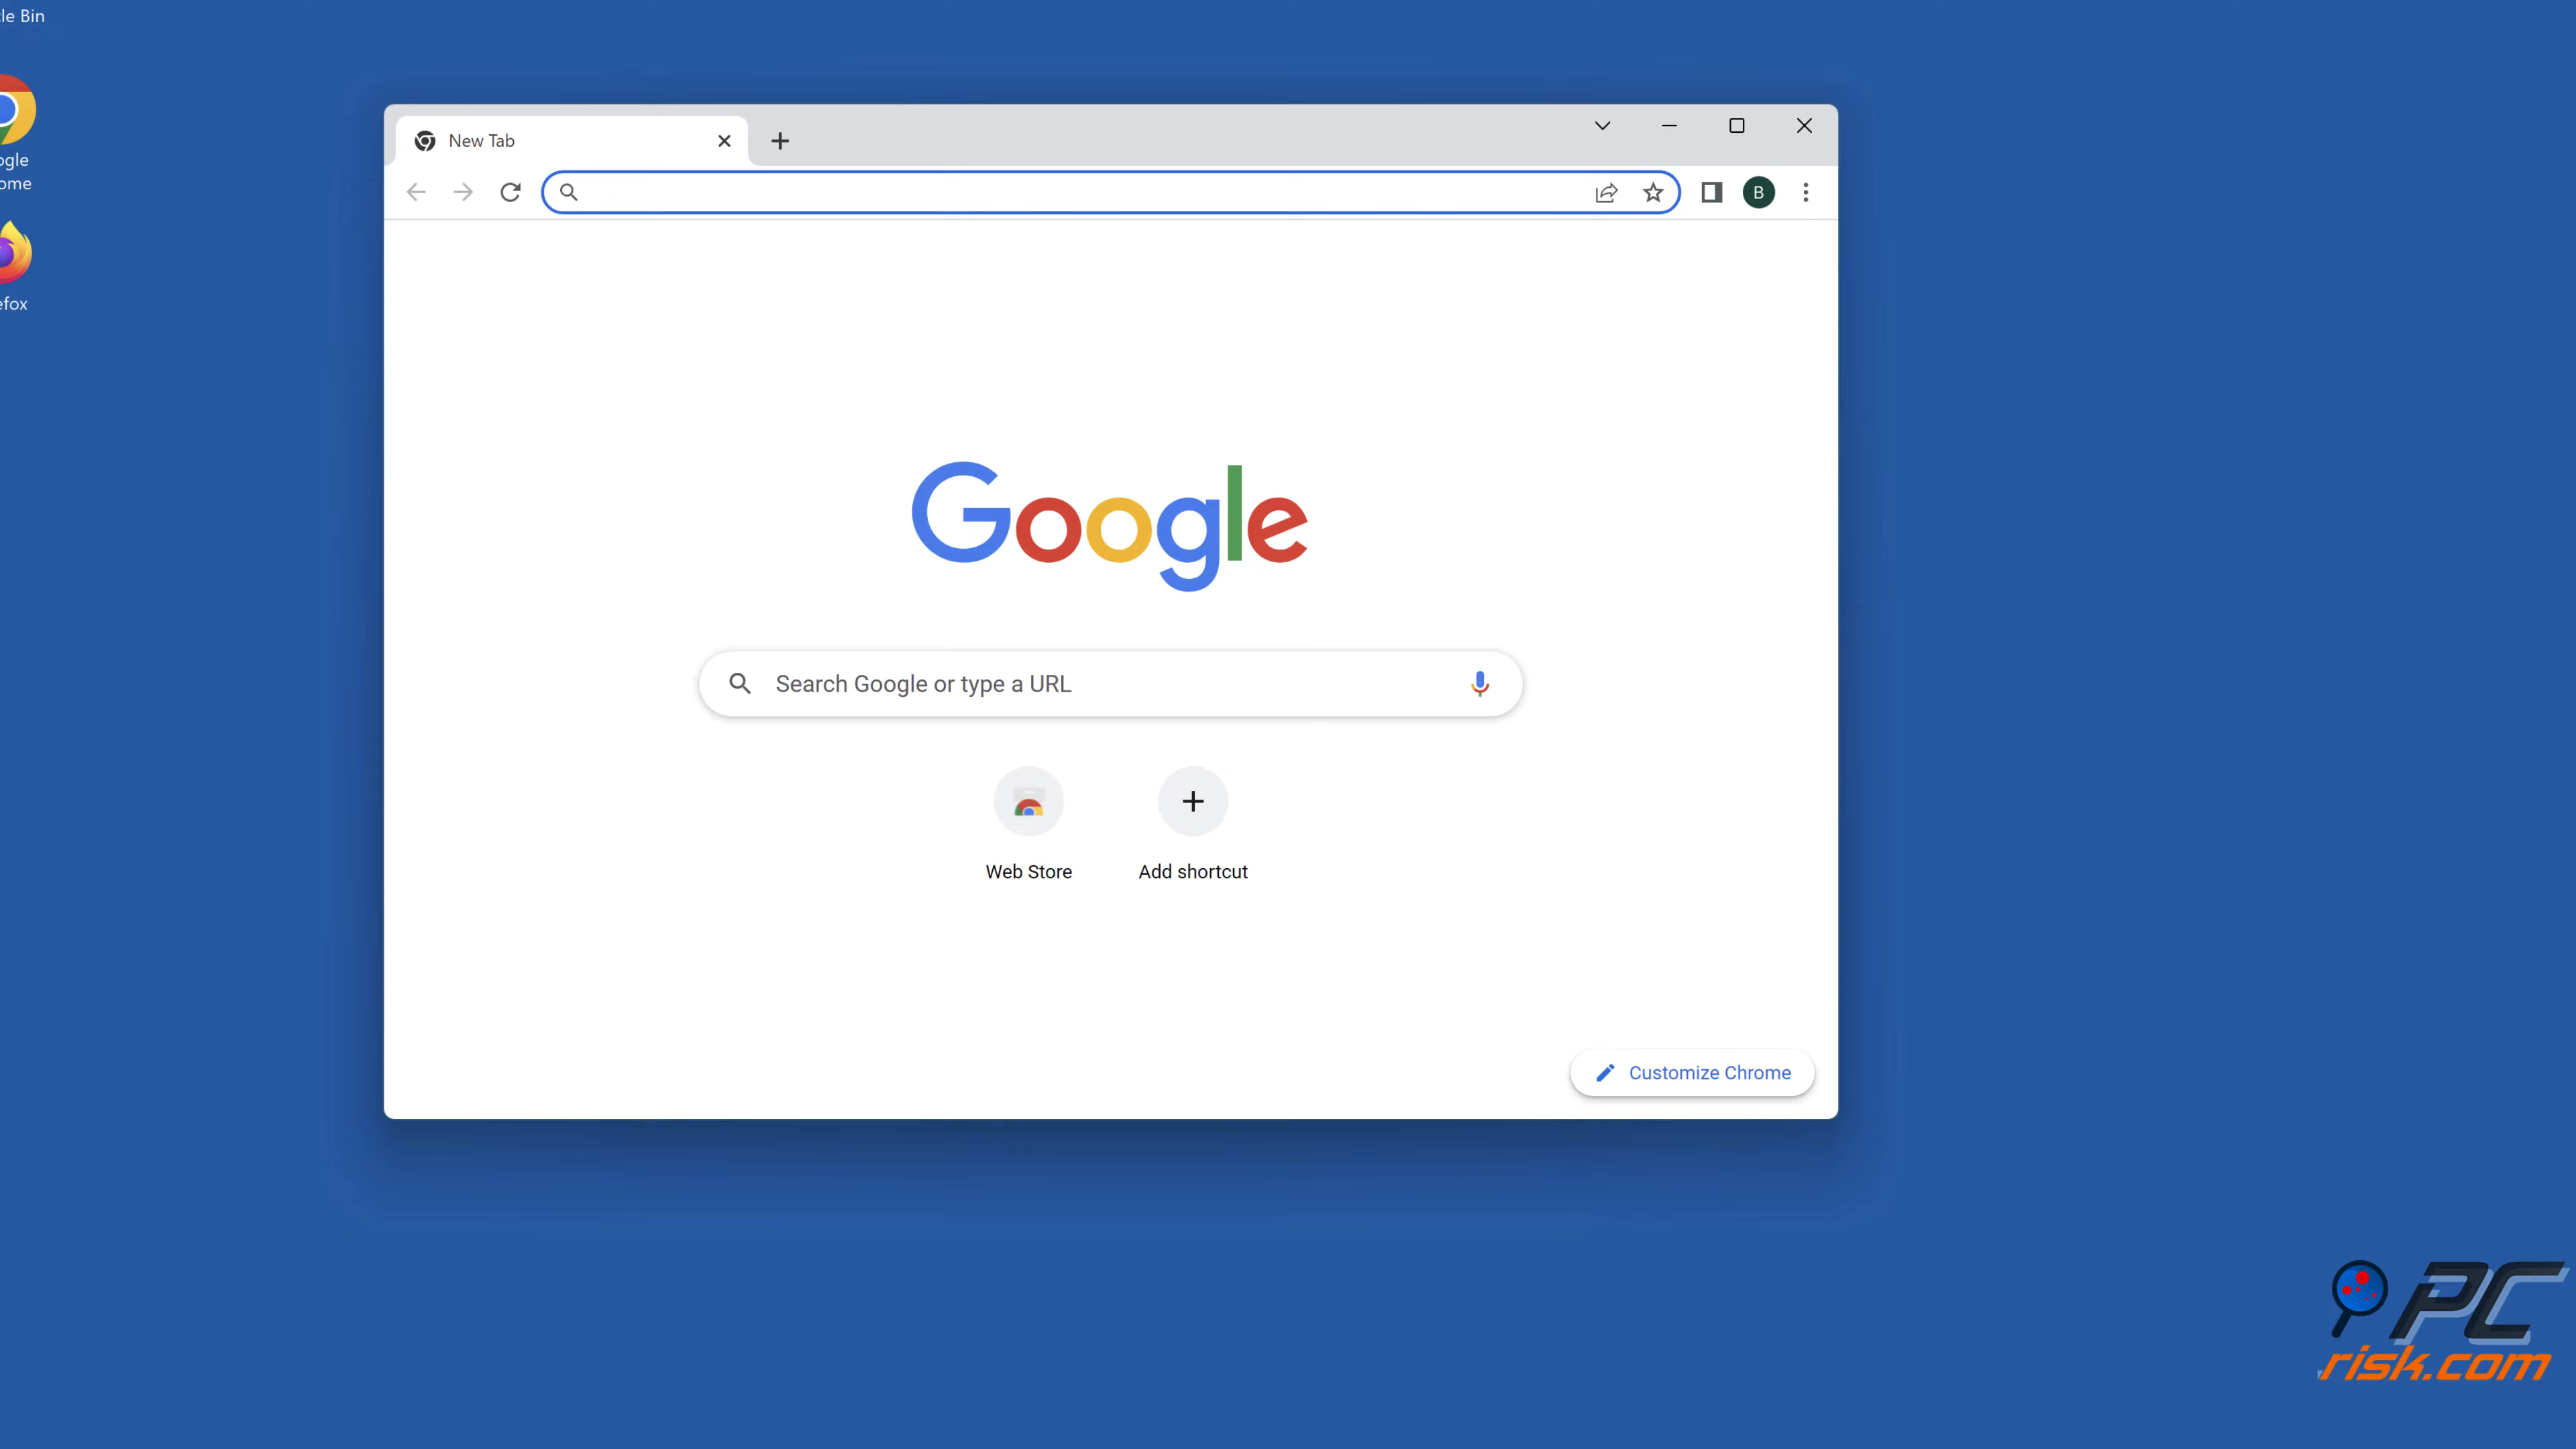 le Bin
ogle
ome
efox
New Tab
B
Google
Search Google or type a URL
Web Store
Add shortcut
Customize Chrome
PC
risk.com